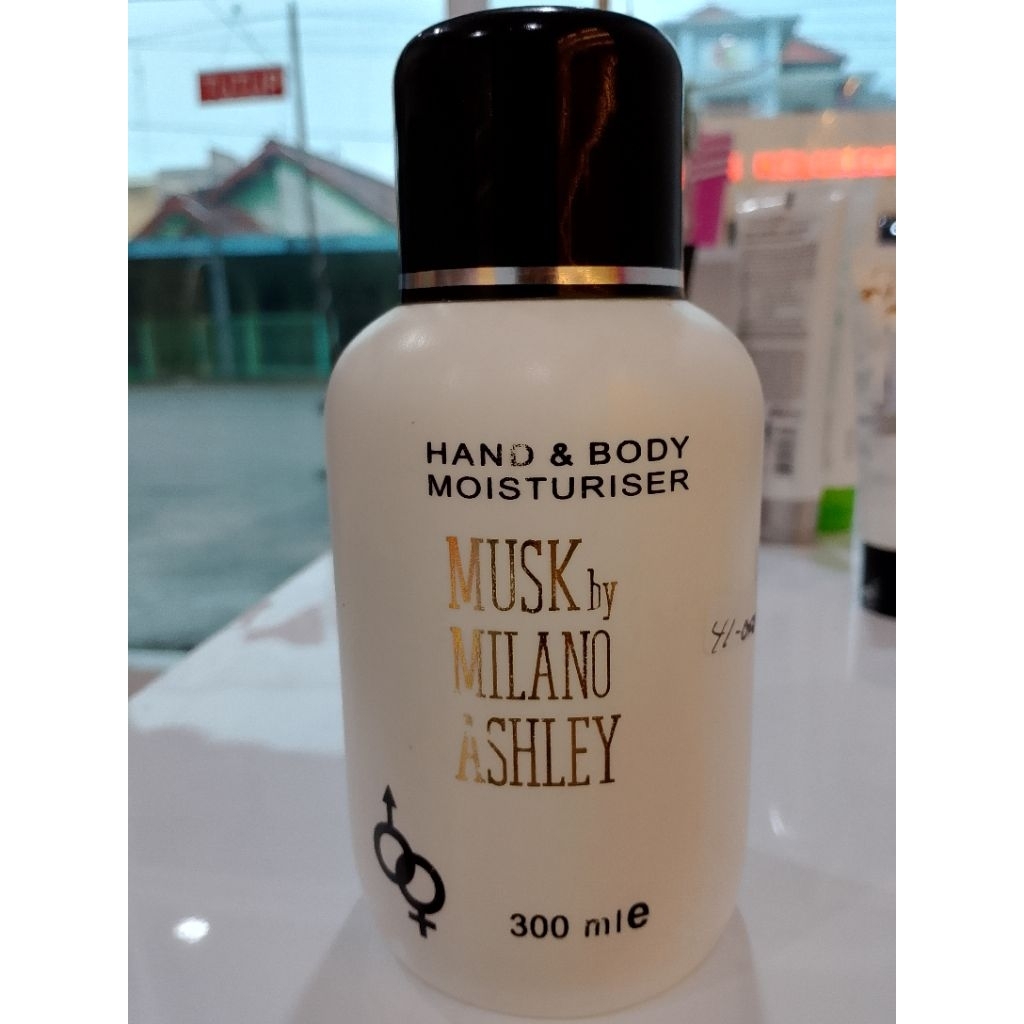 HAND & BODY
MOISTURISER
MUSK by
MILANO
ASHLEY
300 ml e